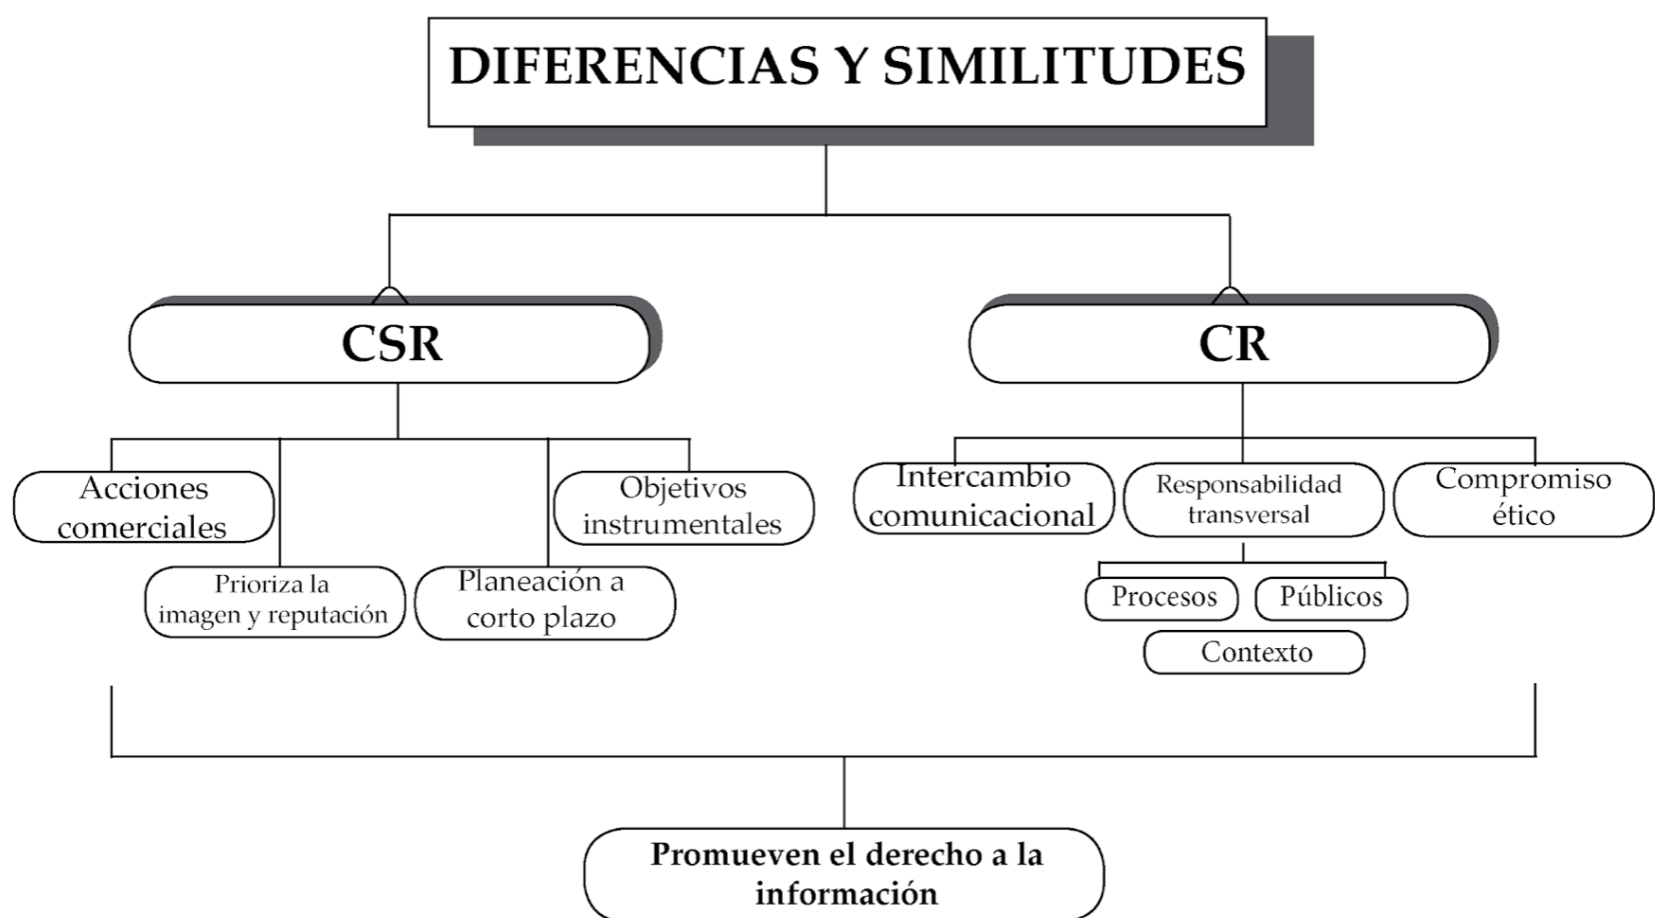 DIFERENCIAS Y SIMILITUDES
CSR
CR
Acciones
comerciales
Prioriza la
imagen y reputación
Planeación a
corto plazo
Objetivos
instrumentales
Intercambio
comunicacional
Responsabilidad
transversal
Compromiso
ético
Procesos
Públicos
Contexto
Promueven el derecho a la
información